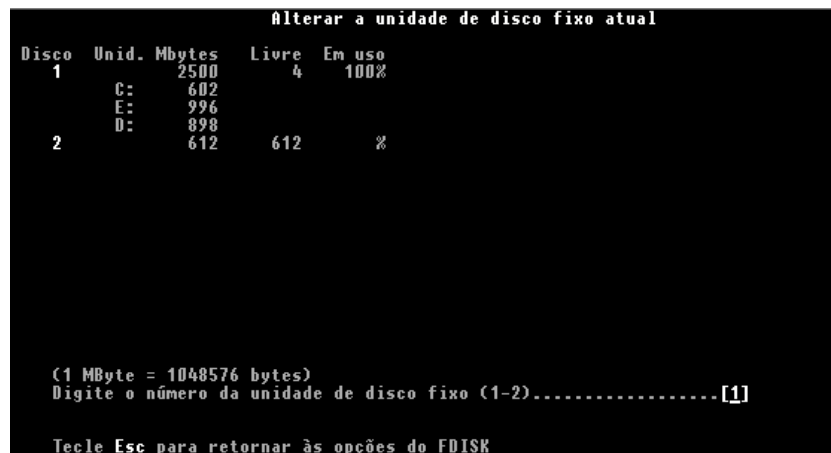 Alterar a unidade de disco fixo atual
Disco Unid. Mbytes Livre Em uso
1 2500 4 100%
C: 602
E: 996
D: 898
2 612 612 %
(1 MByte = 1048576 bytes)
Digite o número da unidade de disco fixo (1-2)..................[1]
Tecle Esc para retornar às opções do FDISK